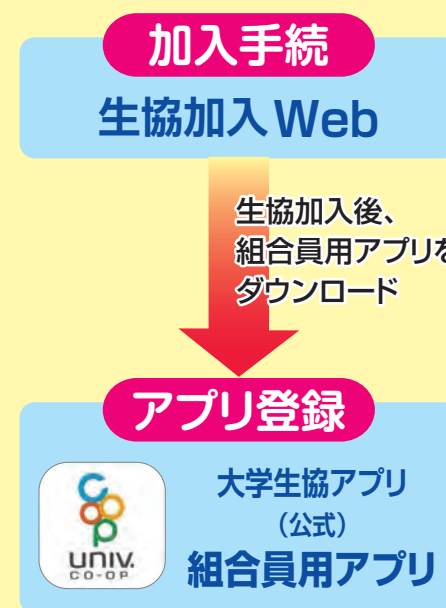 加入手続
生協加入Web
生協加入後、
組合員用アプリを
ダウンロード
アプリ登録
大学生協アプリ
（公式）
組合員用アプリ
coop
UNIV.
CO-OP